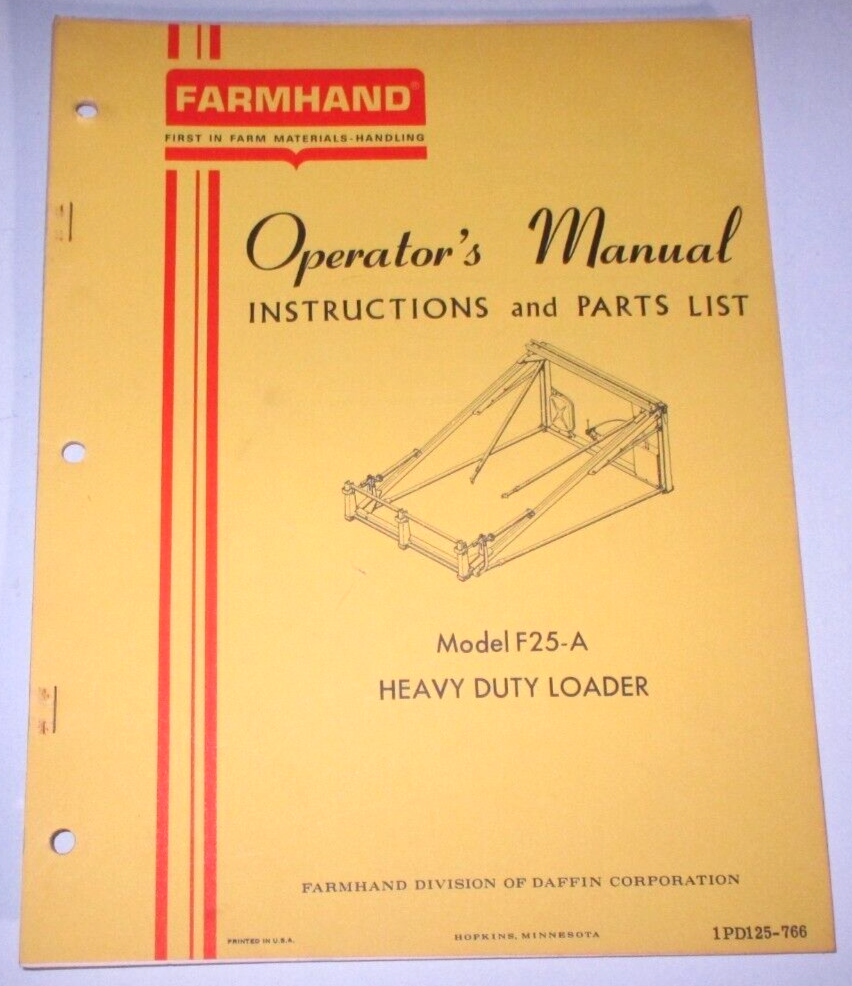 FARMHAND®
FIRST IN FARM MATERIALS-HANDLING
Operator's Manual
INSTRUCTIONS and PARTS LIST
Model F25-A
HEAVY DUTY LOADER
FARMHAND DIVISION OF DAFFIN CORPORATION
PRINTED IN U.S.A.
HOPKINS, MINNESOTA
1PD125-766